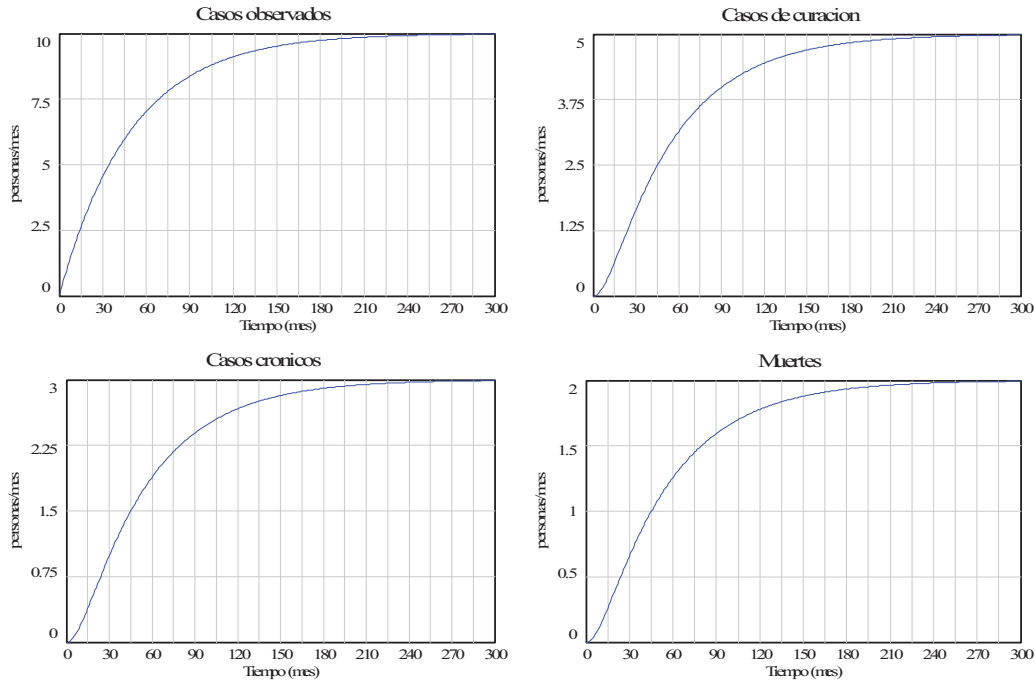 Casos observados
10
7.5
5
2.5
0
personas/mes
0 30 60 90 120 150 180 210 240 270 300
Tiempo (mes)
Casos de curacion
5
3.75
2.5
1.25
0
personas/mes
0 30 60 90 120 150 180 210 240 270 300
Tiempo (mes)
Casos cronicos
3
2.25
1.5
0.75
0
personas/mes
0 30 60 90 120 150 180 210 240 270 300
Tiempo (mes)
Muertes
2
1.5
1
0.5
0
personas/mes
0 30 60 90 120 150 180 210 240 270 300
Tiempo (mes)